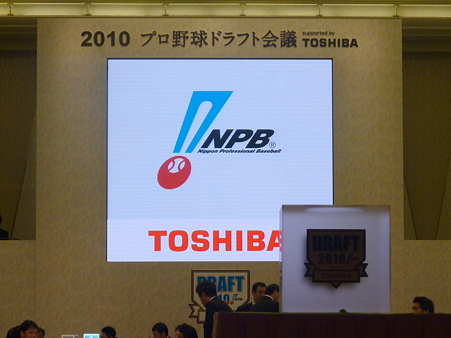 2010 プロ野球ドラフト会議 supported by TOSHIBA
NPB®
Nippon Professional Baseball
TOSHIBA
DRAFT
2010
TOSHIBA
DRAFT